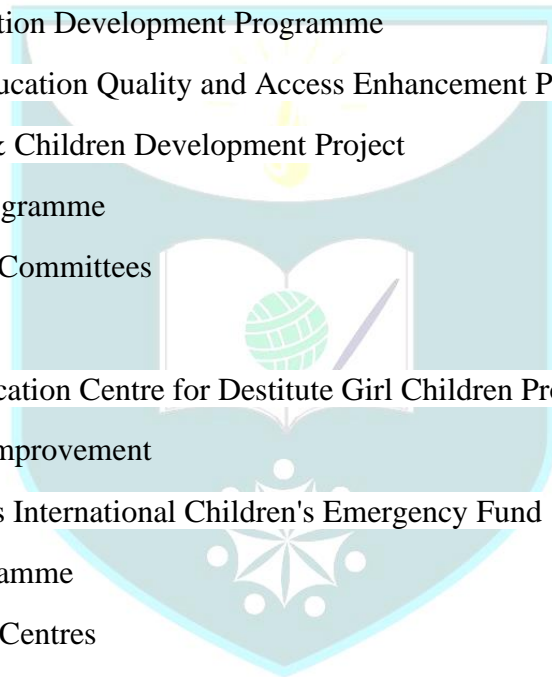 tion Development Programme
ucation Quality and Access Enhancement P
& Children Development Project
gramme
Committees
cation Centre for Destitute Girl Children Pro
mprovement
s International Children's Emergency Fund
amme
Centres